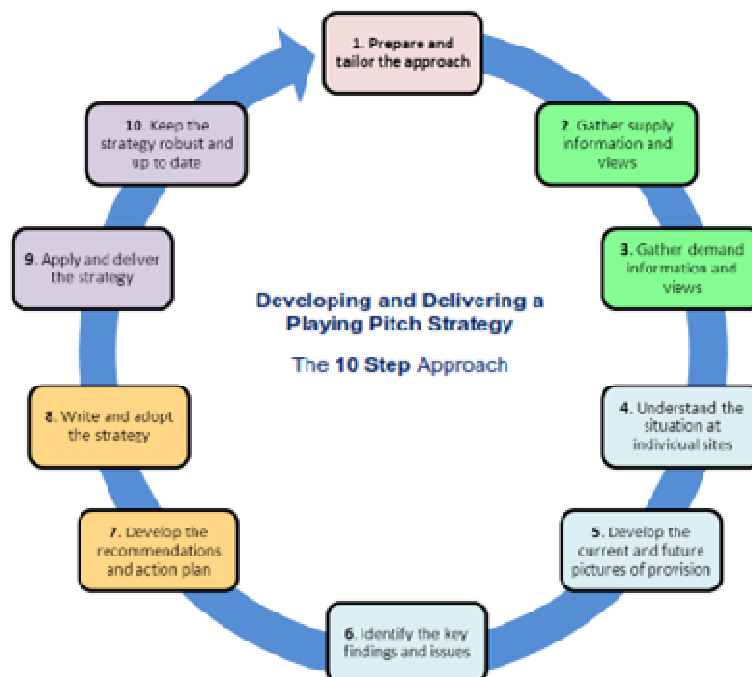 1. Prepare and
tailor the approach
2. Gather supply
information and
views
3. Gather demand
information and
views
4. Understand the
situation at
individual sites
5. Develop the
current and future
pictures of provision
6. Identify the key
findings and issues
7. Develop the
recommendations
and action plan
8. Write and adopt
the strategy
9. Apply and deliver
the strategy
10. Keep the
strategy robust and
up to date
Developing and Delivering a
Playing Pitch Strategy
The 10 Step Approach